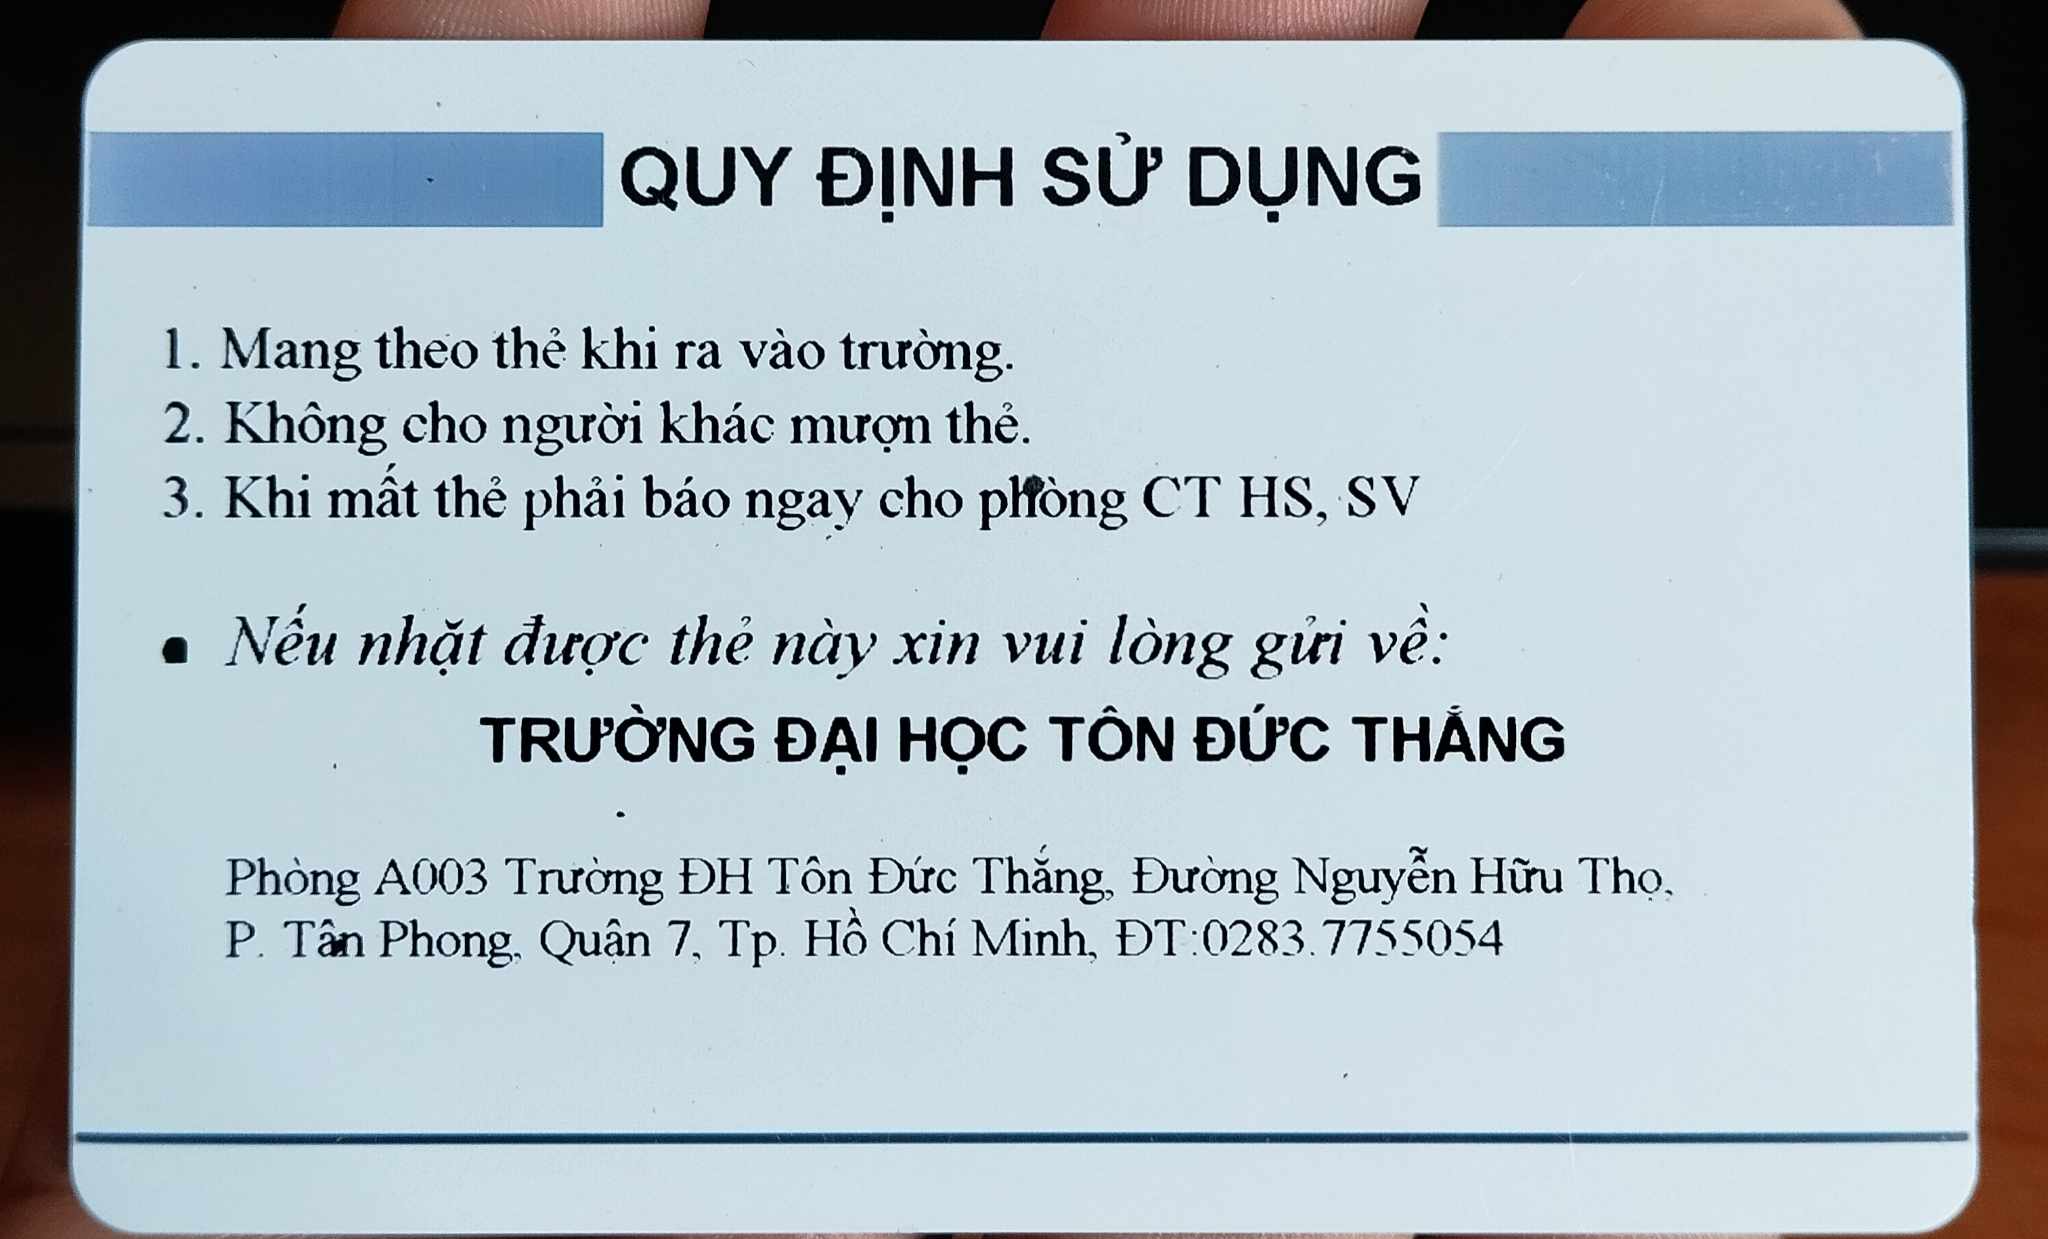 QUY ĐỊNH SỬ DỤNG
1. Mang theo thẻ khi ra vào trường.
2. Không cho người khác mượn thẻ.
3. Khi mất thẻ phải báo ngay cho phòng CT HS, SV
• Nếu nhặt được thẻ này xin vui lòng gửi về:
TRƯỜNG ĐẠI HỌC TÔN ĐỨC THẮNG
Phòng A003 Trường ĐH Tôn Đức Thắng, Đường Nguyễn Hữu Thọ,
P. Tân Phong, Quận 7, Tp. Hồ Chí Minh, ĐT:0283.7755054